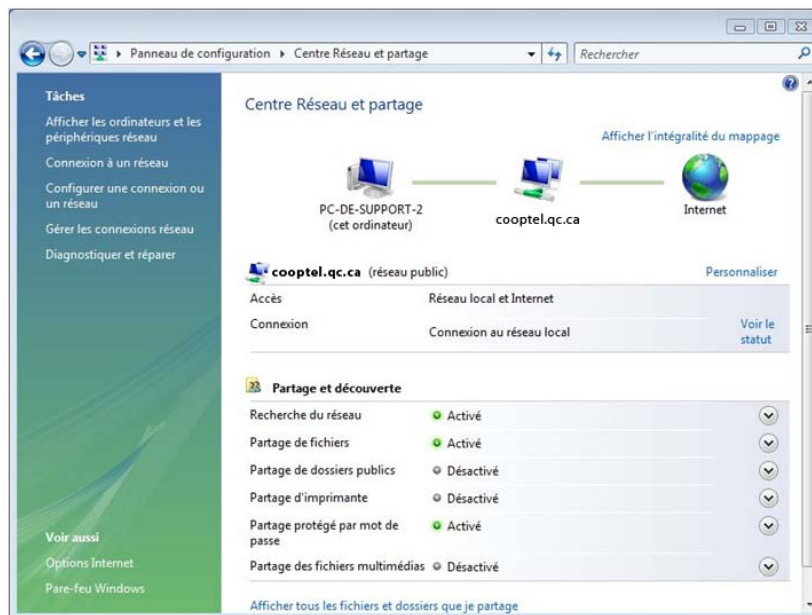 Panneau de configuration
Centre Réseau et partage
Rechercher
Tâches
Afficher les ordinateurs et les
périphériques réseau
Connexion à un réseau
Configurer une connexion ou
un réseau
Gérer les connexions réseau
Diagnostiquer et réparer
Voir aussi
Options Internet
Pare-feu Windows
Centre Réseau et partage
Afficher l'intégralité du mappage
PC-DE-SUPPORT-2
(cet ordinateur)
cooptel.qc.ca
Internet
cooptel.qc.ca (réseau public)
Personnaliser
Accès
Réseau local et Internet
Connexion
Connexion au réseau local
Voir le
statut
Partage et découverte
Recherche du réseau
Activé
Partage de fichiers
Activé
Partage de dossiers publics
Désactivé
Partage d'imprimante
Désactivé
Partage protégé par mot de
passe
Activé
Partage des fichiers multimédias
Désactivé
Afficher tous les fichiers et dossiers que je partage